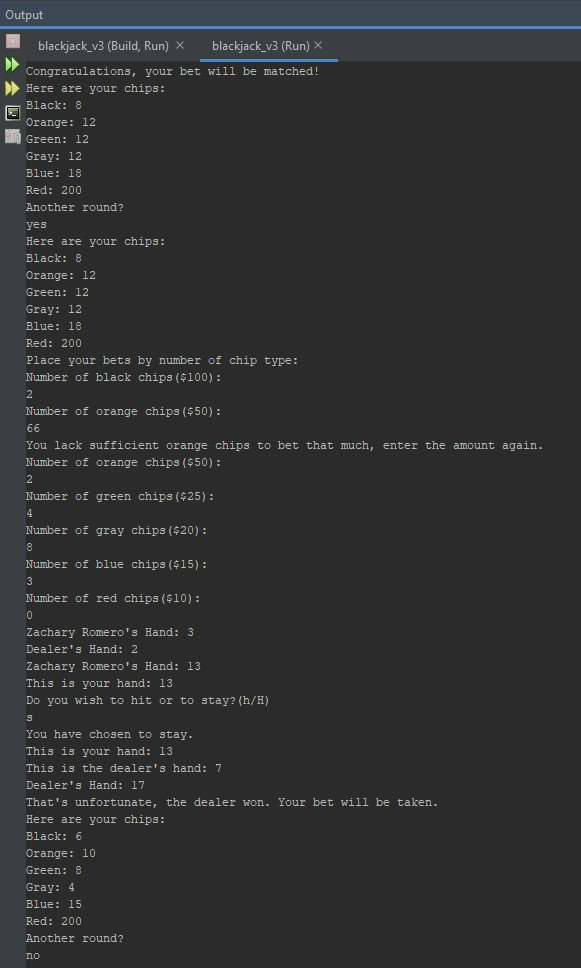 Output
blackjack_v3 (Build, Run) × blackjack_v3 (Run) ×
Congratulations, your bet will be matched!
Here are your chips:
Black: 8
Orange: 12
Green: 12
Gray: 12
Blue: 18
Red: 200
Another round?
yes
Here are your chips:
Black: 8
Orange: 12
Green: 12
Gray: 12
Blue: 18
Red: 200
Place your bets by number of chip type:
Number of black chips($100):
2
Number of orange chips($50):
66
You lack sufficient orange chips to bet that much, enter the amount again.
Number of orange chips($50):
2
Number of green chips($25):
4
Number of gray chips($20):
8
Number of blue chips($15):
3
Number of red chips($10):
0
Zachary Romero's Hand: 3
Dealer's Hand: 2
Zachary Romero's Hand: 13
This is your hand: 13
Do you wish to hit or to stay?(h/H)
s
You have chosen to stay.
This is your hand: 13
This is the dealer's hand: 7
Dealer's Hand: 17
That's unfortunate, the dealer won. Your bet will be taken.
Here are your chips:
Black: 6
Orange: 10
Green: 8
Gray: 4
Blue: 15
Red: 200
Another round?
no